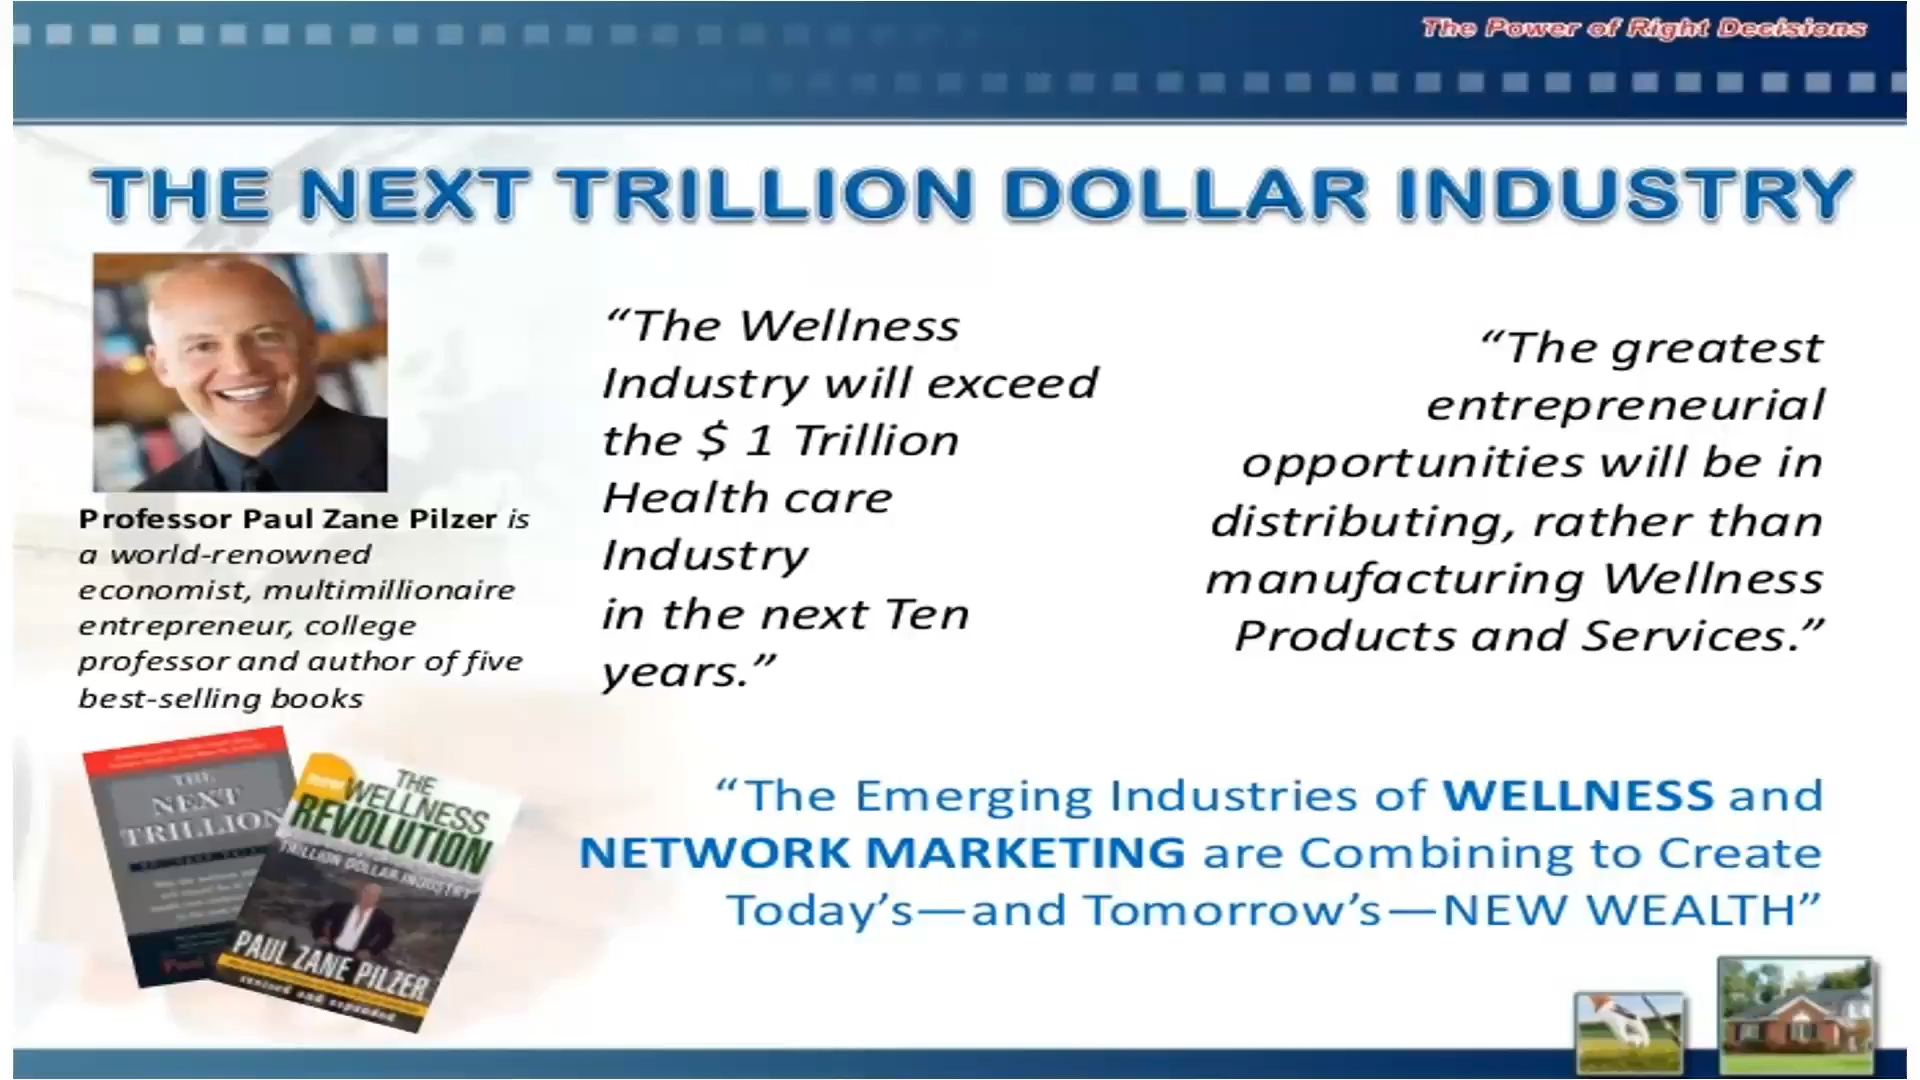 The Power of Right Decisions
THE NEXT TRILLION DOLLAR INDUSTRY
Professor Paul Zane Pilzer is
a world-renowned
economist, multimillionaire
entrepreneur, college
professor and author of five
best-selling books
“The Wellness
Industry will exceed
the $ 1 Trillion
Health care
Industry
in the next Ten
years.”
“The greatest
entrepreneurial
opportunities will be in
distributing, rather than
manufacturing Wellness
Products and Services.”
THE
NEXT
TRILLION
THE
WELLNESS
REVOLUTION
TRILLION DOLLAR INDUSTRY
PAUL ZANE PILZER
revised and expanded
“The Emerging Industries of WELLNESS and
NETWORK MARKETING are Combining to Create
Today’s—and Tomorrow’s—NEW WEALTH”